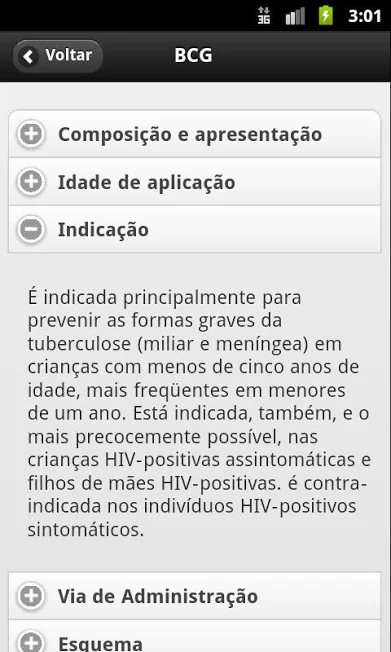 3G 3:01
Voltar BCG
Composição e apresentação
Idade de aplicação
Indicação
É indicada principalmente para
prevenir as formas graves da
tuberculose (miliar e meníngea) em
crianças com menos de cinco anos de
idade, mais freqüentes em menores
de um ano. Está indicada, também, e o
mais precocemente possível, nas
crianças HIV-positivas assintomáticas e
filhos de mães HIV-positivas. é contra-
indicada nos indivíduos HIV-positivos
sintomáticos.
Via de Administração
Esquema